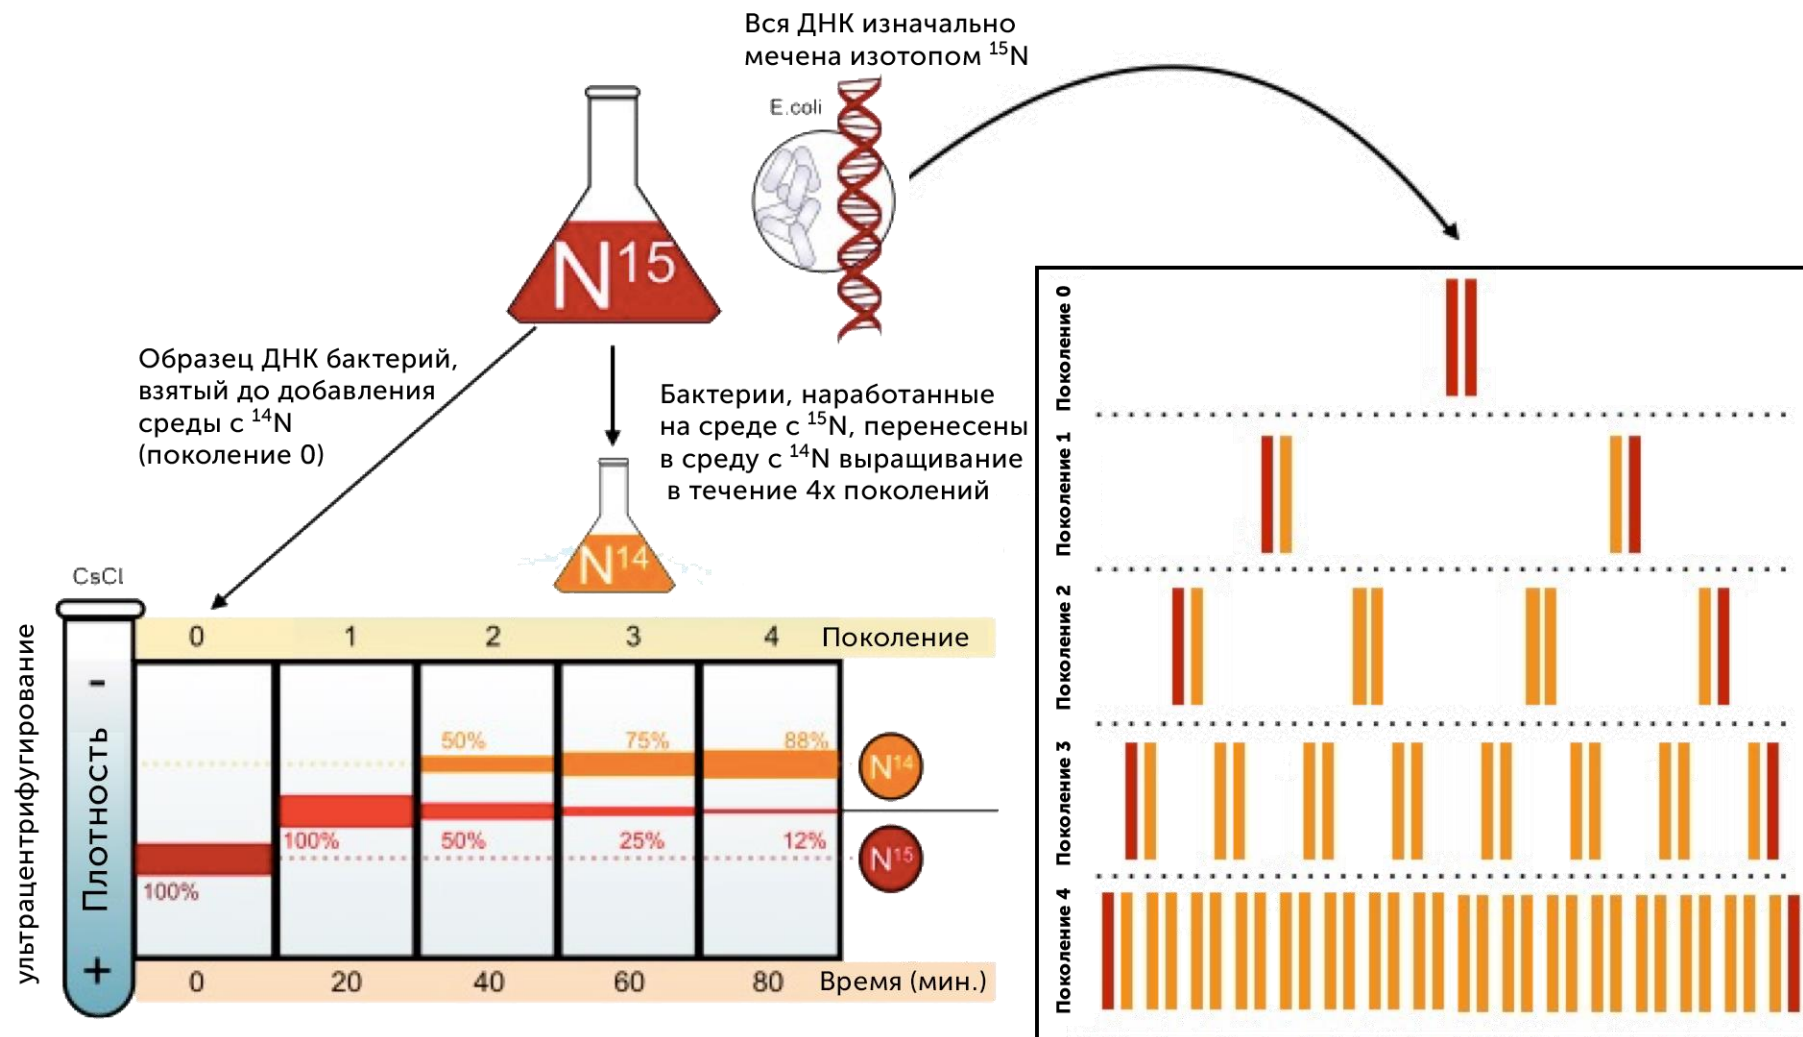 Вся ДНК изначально
мечена изотопом ¹⁵N
E.coli
N¹⁵
Образец ДНК бактерий,
взятый до добавления
среды с ¹⁴N
(поколение 0)
Бактерии, наработанные
на среде с ¹⁵N, перенесены
в среду с ¹⁴N выращивание
в течение 4х поколений
N¹⁴
CsCl
ультрацентрифугирование
- Плотность +
0 1 2 3 4 Поколение
50% 75% 88%
N¹⁴
100% 50% 25% 12%
N¹⁵
100%
0 20 40 60 80 Время (мин.)
Поколение 0
Поколение 1
Поколение 2
Поколение 3
Поколение 4